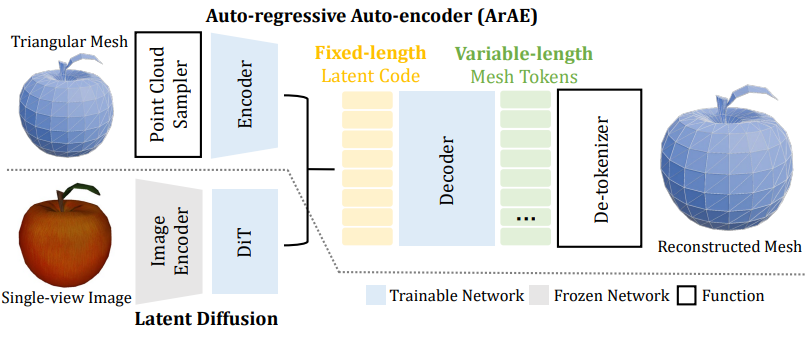 Auto-regressive Auto-encoder (ArAE)
Triangular Mesh
Point Cloud
Sampler
Encoder
Fixed-length
Latent Code
Variable-length
Mesh Tokens
Decoder
...
De-tokenizer
Reconstructed Mesh
Image
Encoder
DiT
Single-view Image
Latent Diffusion
Trainable Network
Frozen Network
Function